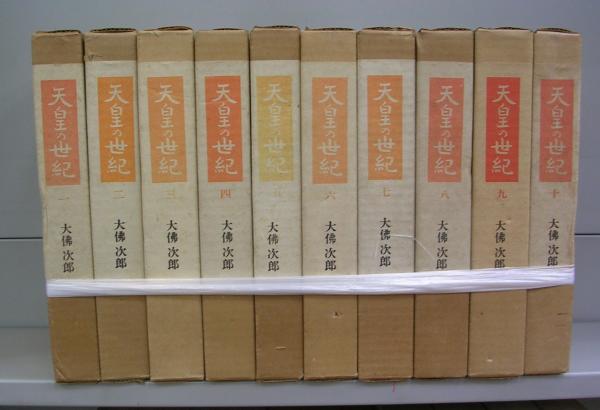 天皇の世紀
一
大佛次郎
天皇の世紀
二
大佛次郎
天皇の世紀
三
大佛次郎
天皇の世紀
四
大佛次郎
天皇の世紀
五
大佛次郎
天皇の世紀
六
大佛次郎
天皇の世紀
七
大佛次郎
天皇の世紀
八
大佛次郎
天皇の世紀
九
大佛次郎
天皇の世紀
十
大佛次郎